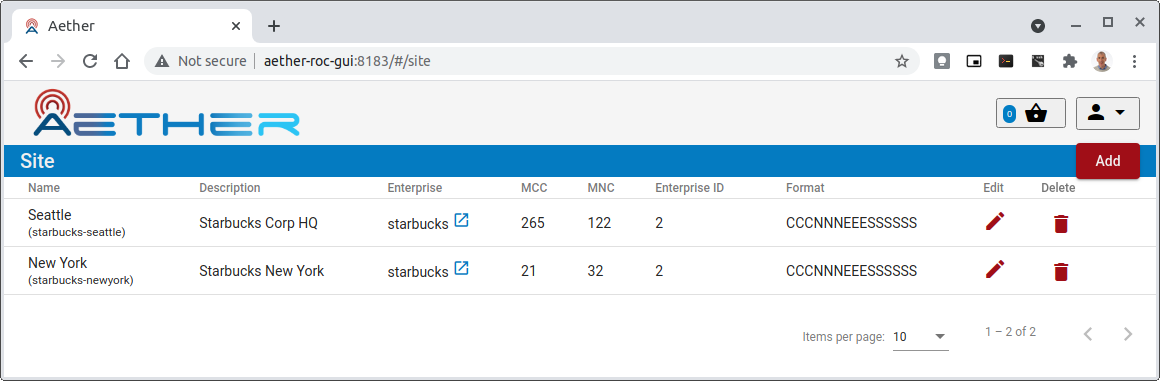 Aether
Not secure | aether-roc-gui:8183/#/site
AETHER
0
Site
Add
Name Description Enterprise MCC MNC Enterprise ID Format Edit Delete
Seattle
(starbucks-seattle)
Starbucks Corp HQ starbucks 265 122 2 CCCNNNEEESSSSSS
New York
(starbucks-newyork)
Starbucks New York starbucks 21 32 2 CCCNNNEEESSSSSS
Items per page: 10 1 – 2 of 2